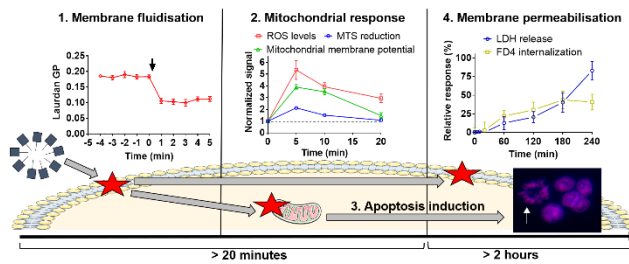 1. Membrane fluidisation
Laurdan GP
0.25
0.20
0.15
0.10
0.05
0.00
-5 -4 -3 -2 -1 0 1 2 3 4 5
Time (min)
2. Mitochondrial response
ROS levels
MTS reduction
Mitochondrial membrane potential
Normalized signal
6
5
4
3
2
1
0
0 5 10 15 20
Time (min)
4. Membrane permeabilisation
LDH release
FD4 internalization
Relative response (%)
100
75
50
25
0
0 60 120 180 240
Time (min)
3. Apoptosis induction
> 20 minutes
> 2 hours